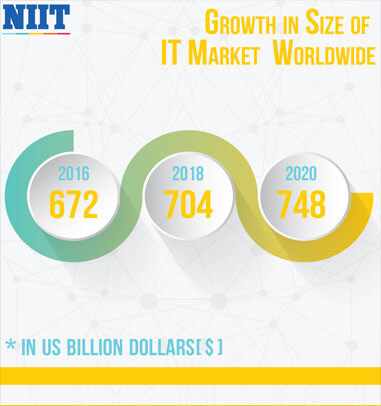 NIIT
Growth in Size of
IT Market Worldwide
2016
672
2018
704
2020
748
* IN US BILLION DOLLARS[$]